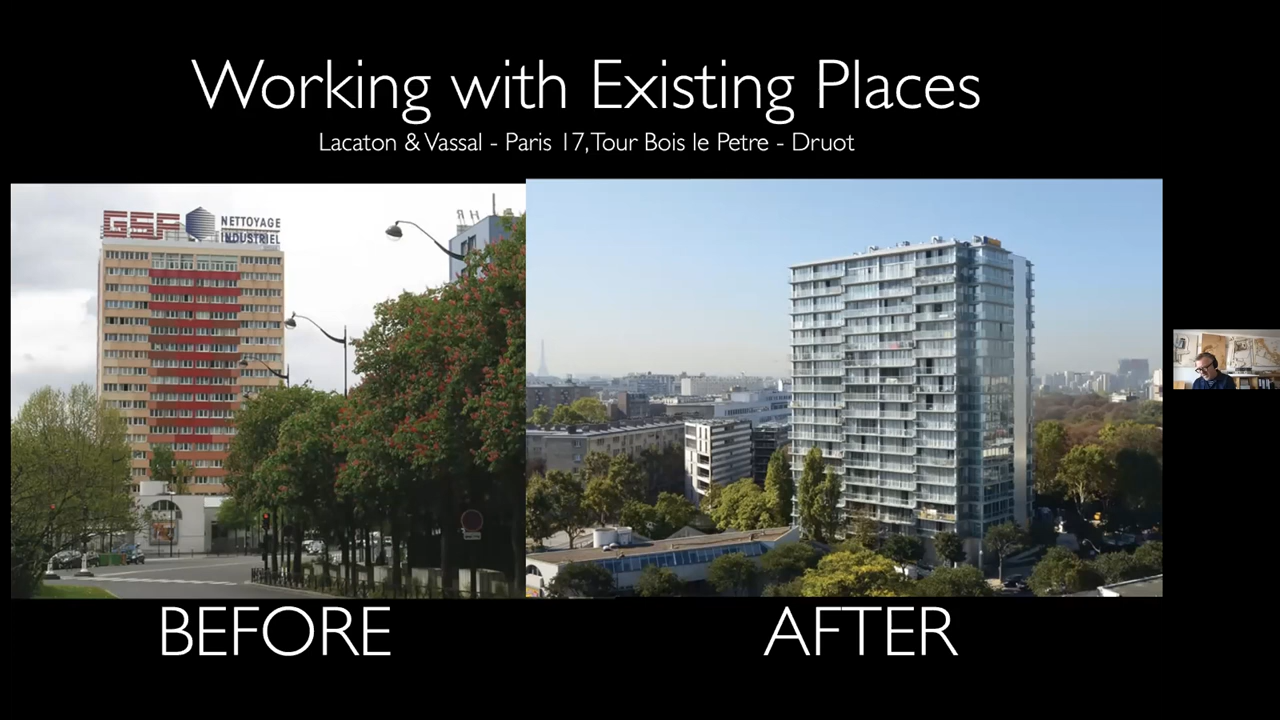 Working with Existing Places
Lacaton & Vassal - Paris 17,Tour Bois le Petre - Druot
GSF
NETTOYAGE
INDUSTRIEL
BEFORE
AFTER